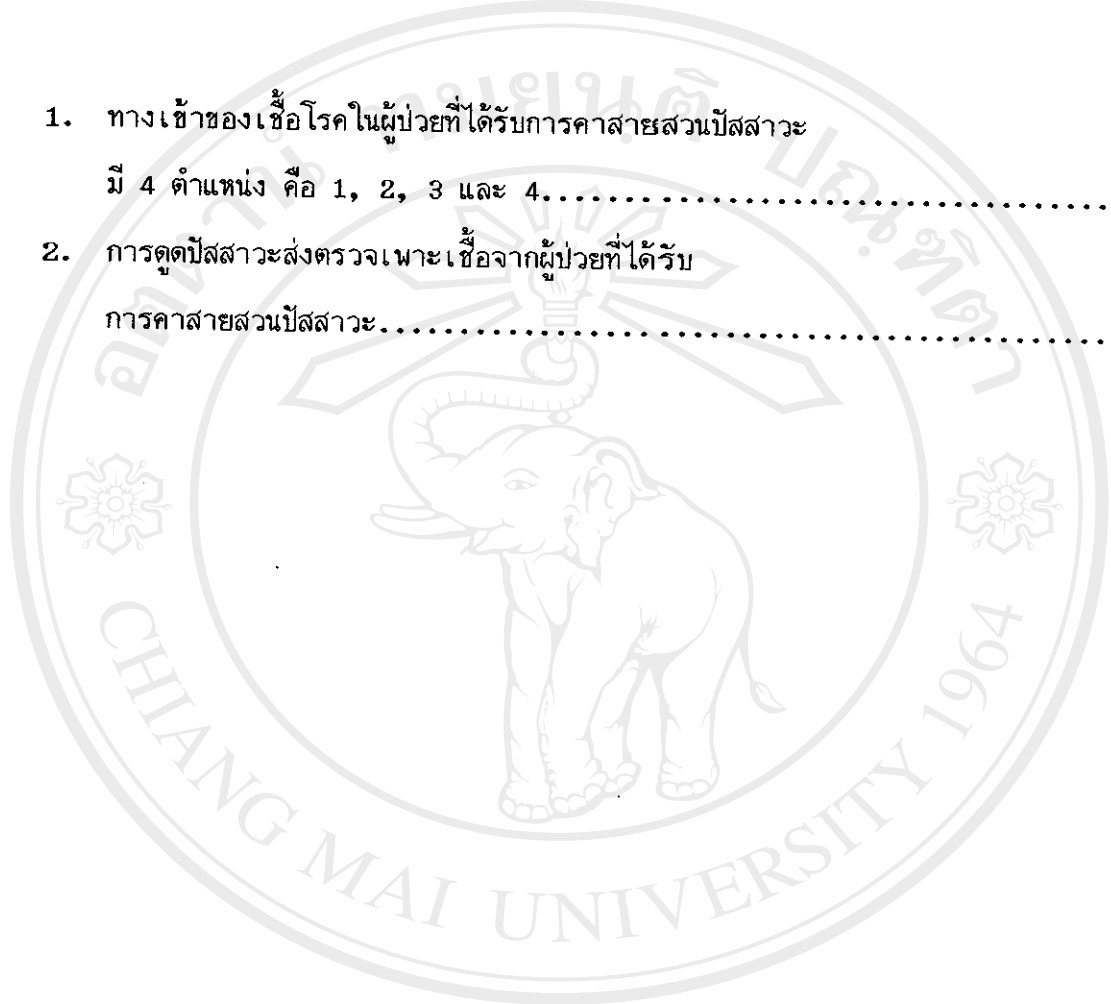 1. ทางเข้าของเชื้อโรคในผู้ป่วยที่ได้รับการคาสายสวนปัสสาวะ
มี 4 ตำแหน่ง คือ 1, 2, 3 และ 4..................................
2. การดูดปัสสาวะส่งตรวจเพาะเชื้อจากผู้ป่วยที่ได้รับ
การคาสายสวนปัสสาวะ............................................
CHIANG MAI UNIVERSITY 1964